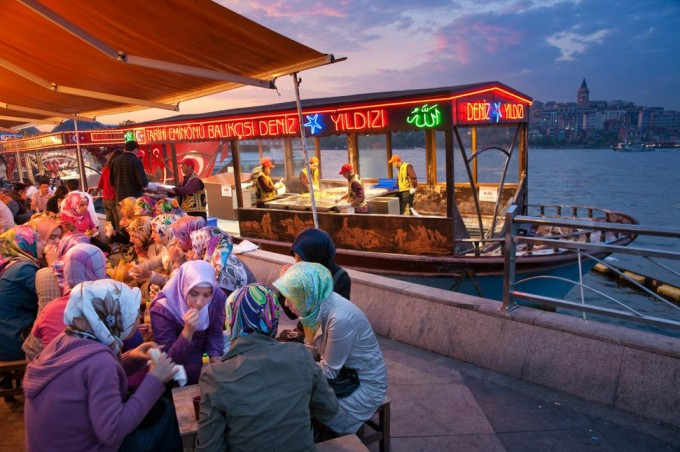 TARİHİ EMİNÖNÜ BALIKÇISI DENİZ YILDIZI الله
DENİZ YILDIZI